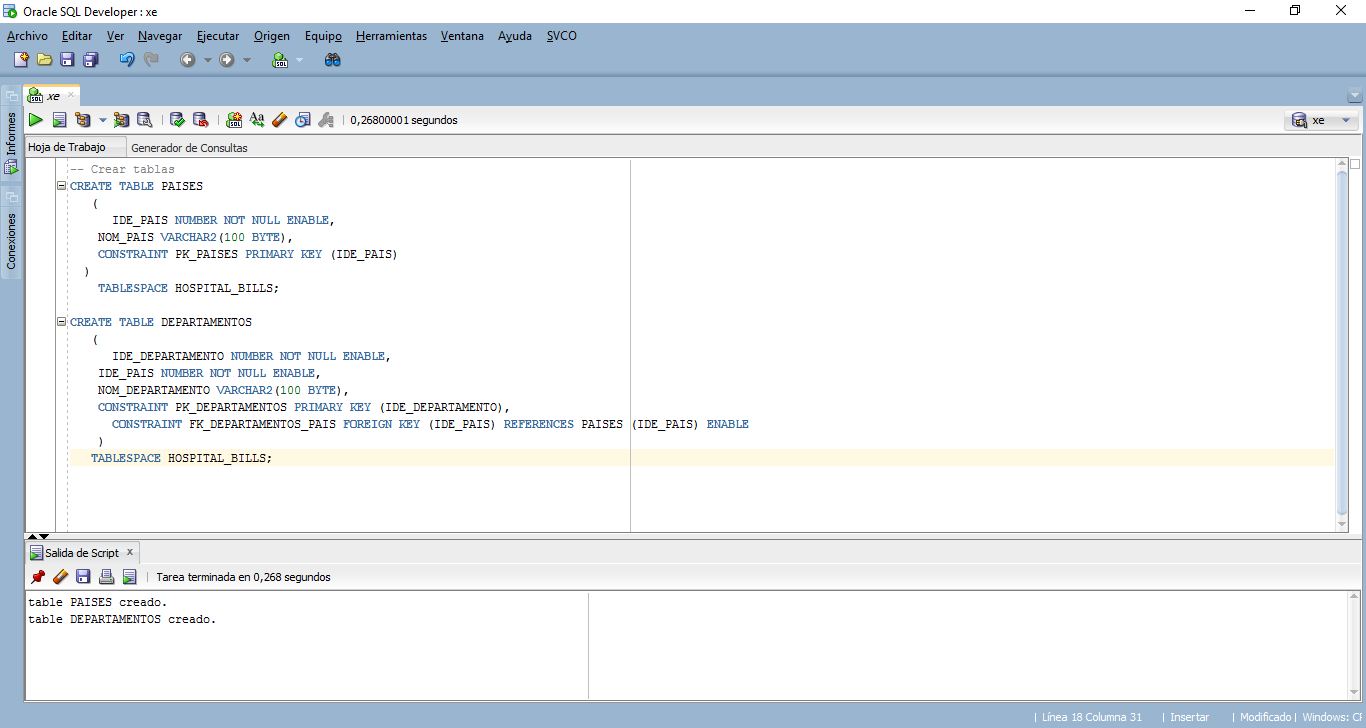 Oracle SQL Developer : xe
Archivo Editar Ver Navegar Ejecutar Origen Equipo Herramientas Ventana Ayuda SVCO
xe
0,26800001 segundos
xe
Informes
Conexiones
Hoja de Trabajo Generador de Consultas
-- Crear tablas
CREATE TABLE PAISES
(
IDE_PAIS NUMBER NOT NULL ENABLE,
NOM_PAIS VARCHAR2(100 BYTE),
CONSTRAINT PK_PAISES PRIMARY KEY (IDE_PAIS)
)
TABLESPACE HOSPITAL_BILLS;
CREATE TABLE DEPARTAMENTOS
(
IDE_DEPARTAMENTO NUMBER NOT NULL ENABLE,
IDE_PAIS NUMBER NOT NULL ENABLE,
NOM_DEPARTAMENTO VARCHAR2(100 BYTE),
CONSTRAINT PK_DEPARTAMENTOS PRIMARY KEY (IDE_DEPARTAMENTO),
CONSTRAINT FK_DEPARTAMENTOS_PAIS FOREIGN KEY (IDE_PAIS) REFERENCES PAISES (IDE_PAIS) ENABLE
)
TABLESPACE HOSPITAL_BILLS;
Salida de Script x
Tarea terminada en 0,268 segundos
table PAISES creado.
table DEPARTAMENTOS creado.
| Línea 18 Columna 31 | Insertar | Modificado | Windows: